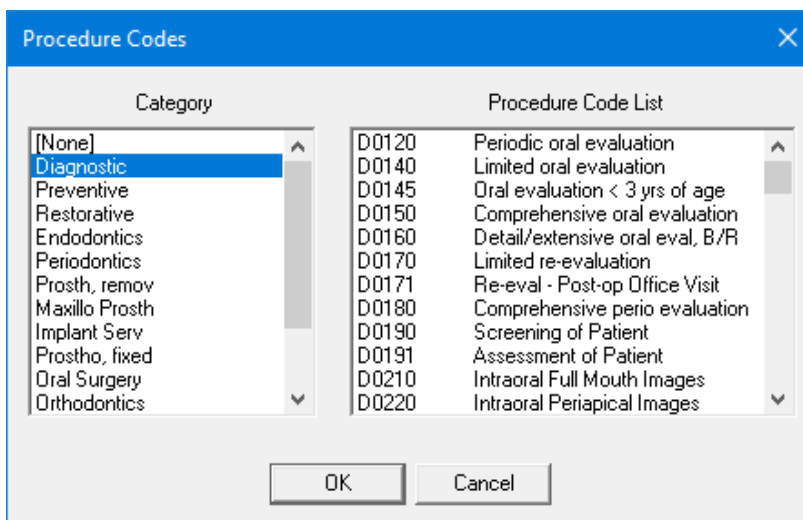 Procedure Codes
Category
[None]
Diagnostic
Preventive
Restorative
Endodontics
Periodontics
Prosth, remov
Maxillo Prosth
Implant Serv
Prostho, fixed
Oral Surgery
Orthodontics
Procedure Code List
D0120 Periodic oral evaluation
D0140 Limited oral evaluation
D0145 Oral evaluation < 3 yrs of age
D0150 Comprehensive oral evaluation
D0160 Detail/extensive oral eval, B/R
D0170 Limited re-evaluation
D0171 Re-eval - Post-op Office Visit
D0180 Comprehensive perio evaluation
D0190 Screening of Patient
D0191 Assessment of Patient
D0210 Intraoral Full Mouth Images
D0220 Intraoral Periapical Images
OK
Cancel